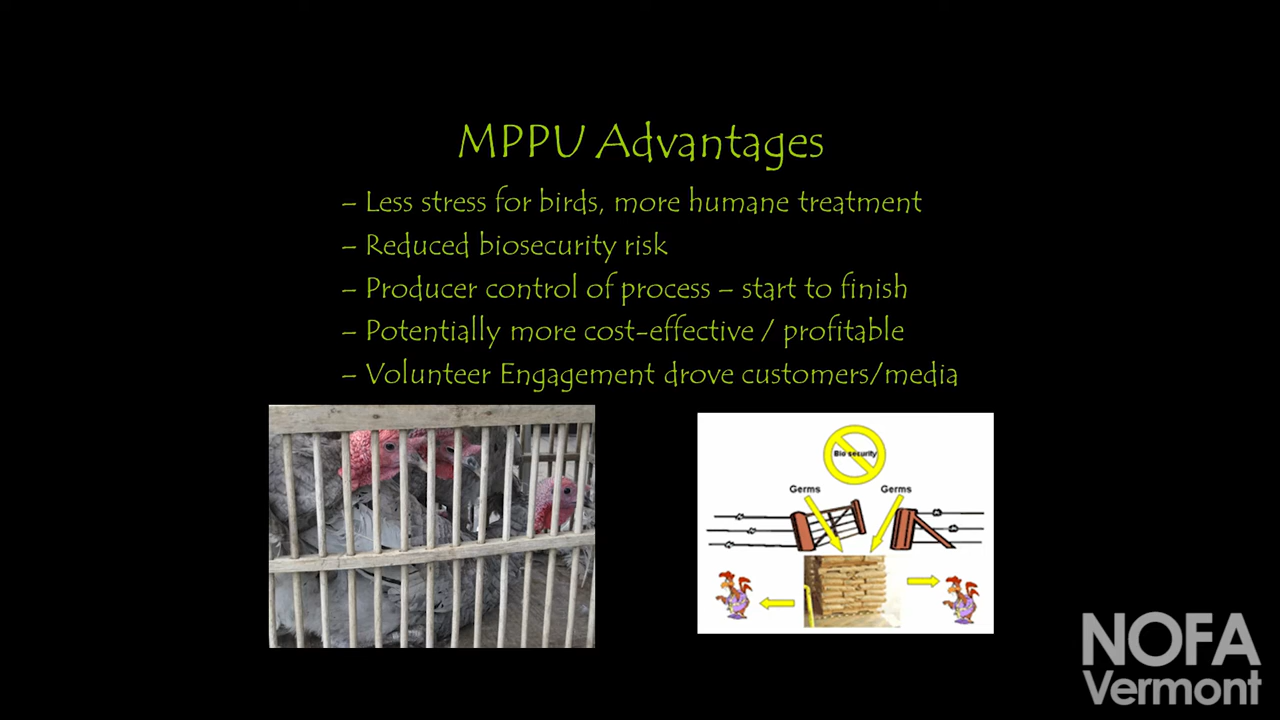 MPPU Advantages
– Less stress for birds, more humane treatment
– Reduced biosecurity risk
– Producer control of process – start to finish
– Potentially more cost-effective / profitable
– Volunteer Engagement drove customers/media
Bio security
Germs Germs
NOFA
Vermont